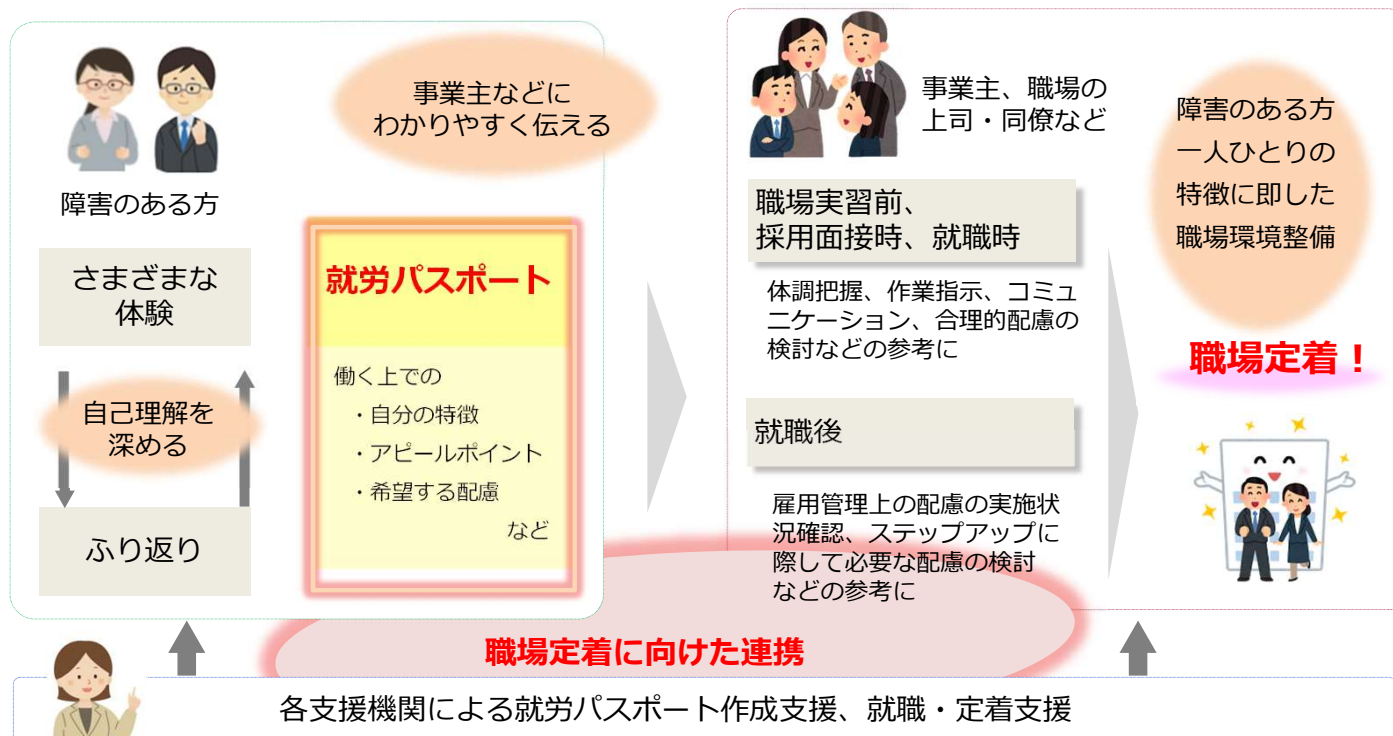 事業主などに
わかりやすく伝える
障害のある方
さまざまな
体験
自己理解を
深める
ふり返り
就労パスポート
働く上での
・自分の特徴
・アピールポイント
・希望する配慮
など
事業主、職場の
上司・同僚など
職場実習前、
採用面接時、就職時
体調把握、作業指示、コミュ
ニケーション、合理的配慮の
検討などの参考に
就職後
雇用管理上の配慮の実施状
況確認、ステップアップに
際して必要な配慮の検討
などの参考に
障害のある方
一人ひとりの
特徴に即した
職場環境整備
職場定着！
職場定着に向けた連携
各支援機関による就労パスポート作成支援、就職・定着支援